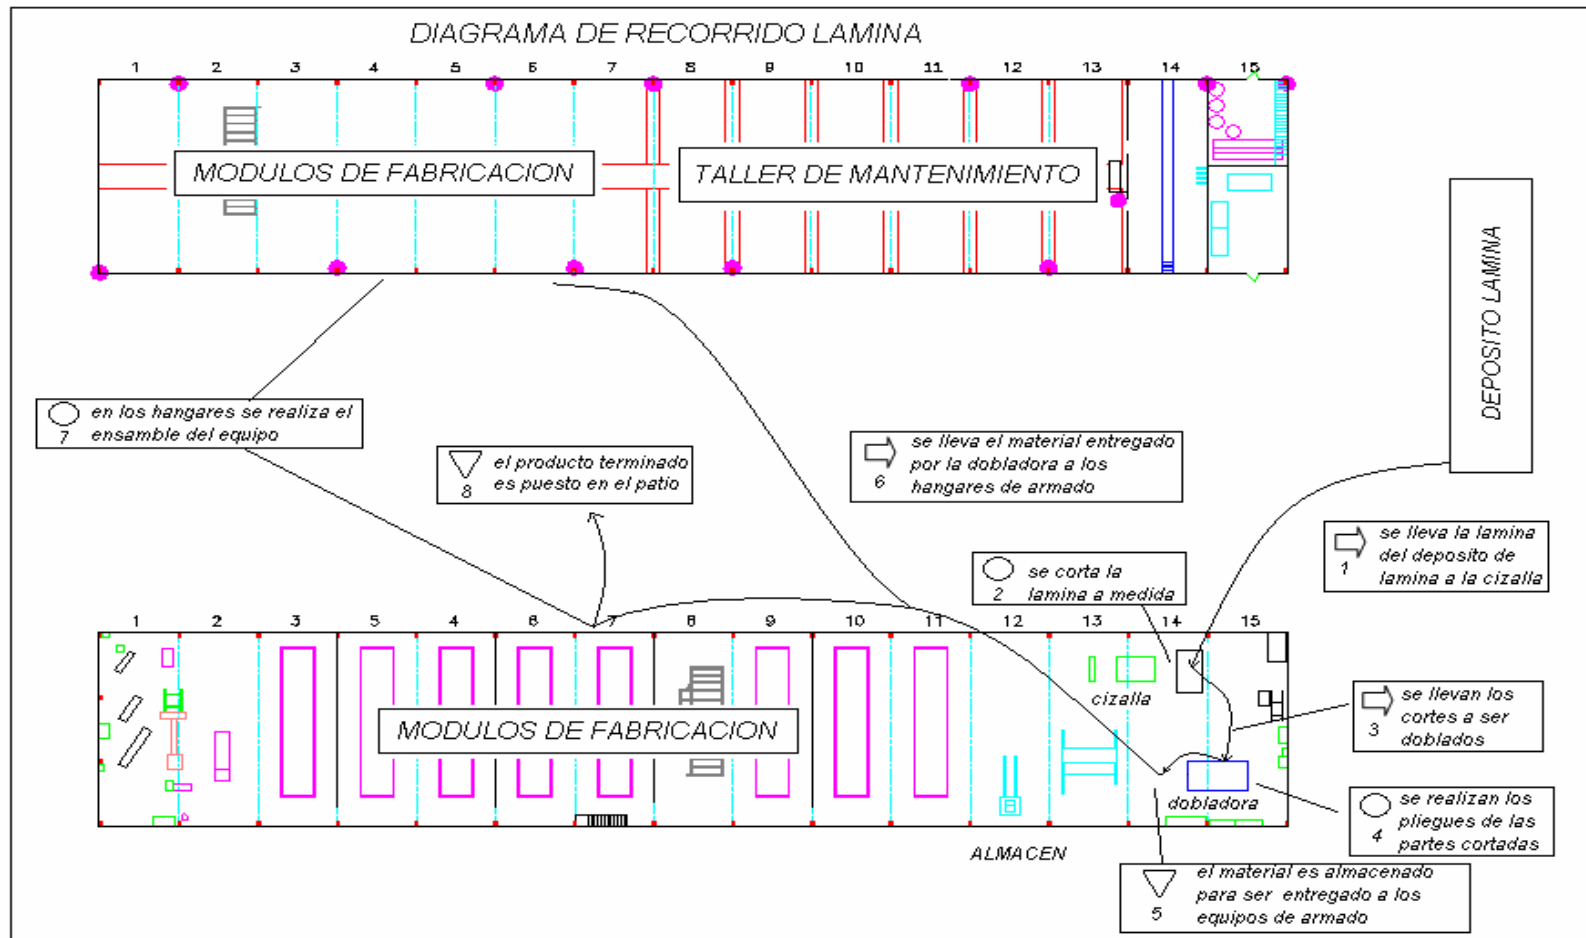 DIAGRAMA DE RECORRIDO LAMINA
1 2 3 4 5 6 7 8 9 10 11 12 13 14 15
MODULOS DE FABRICACION
TALLER DE MANTENIMIENTO
DEPOSITO LAMINA
7 en los hangares se realiza el
ensamble del equipo
8 el producto terminado
es puesto en el patio
6 se lleva el material entregado
por la dobladora a los
hangares de armado
2 se corta la
lamina a medida
1 se lleva la lamina
del deposito de
lamina a la cizalla
1 2 3 5 4 6 7 8 9 10 11 12 13 14 15
cizalla
MODULOS DE FABRICACION
3 se llevan los
cortes a ser
doblados
dobladora
4 se realizan los
pliegues de las
partes cortadas
ALMACEN
5 el material es almacenado
para ser entregado a los
equipos de armado